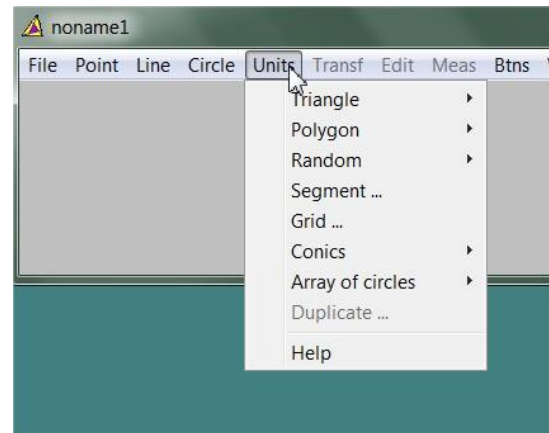 noname1
File Point Line Circle Units Transf Edit Meas Btns
Triangle
Polygon
Random
Segment ...
Grid ...
Conics
Array of circles
Duplicate ...
Help